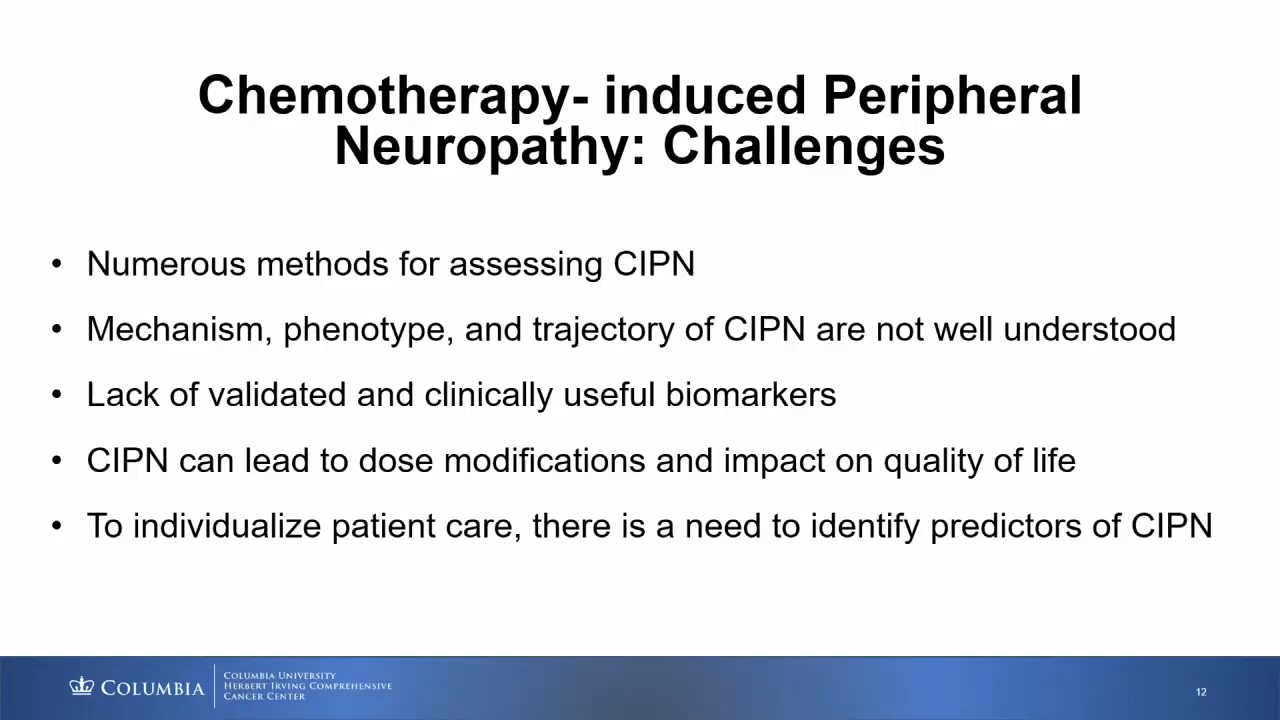 Chemotherapy- induced Peripheral
Neuropathy: Challenges
• Numerous methods for assessing CIPN
• Mechanism, phenotype, and trajectory of CIPN are not well understood
• Lack of validated and clinically useful biomarkers
• CIPN can lead to dose modifications and impact on quality of life
• To individualize patient care, there is a need to identify predictors of CIPN
COLUMBIA
COLUMBIA UNIVERSITY
HERBERT IRVING COMPREHENSIVE
CANCER CENTER
12